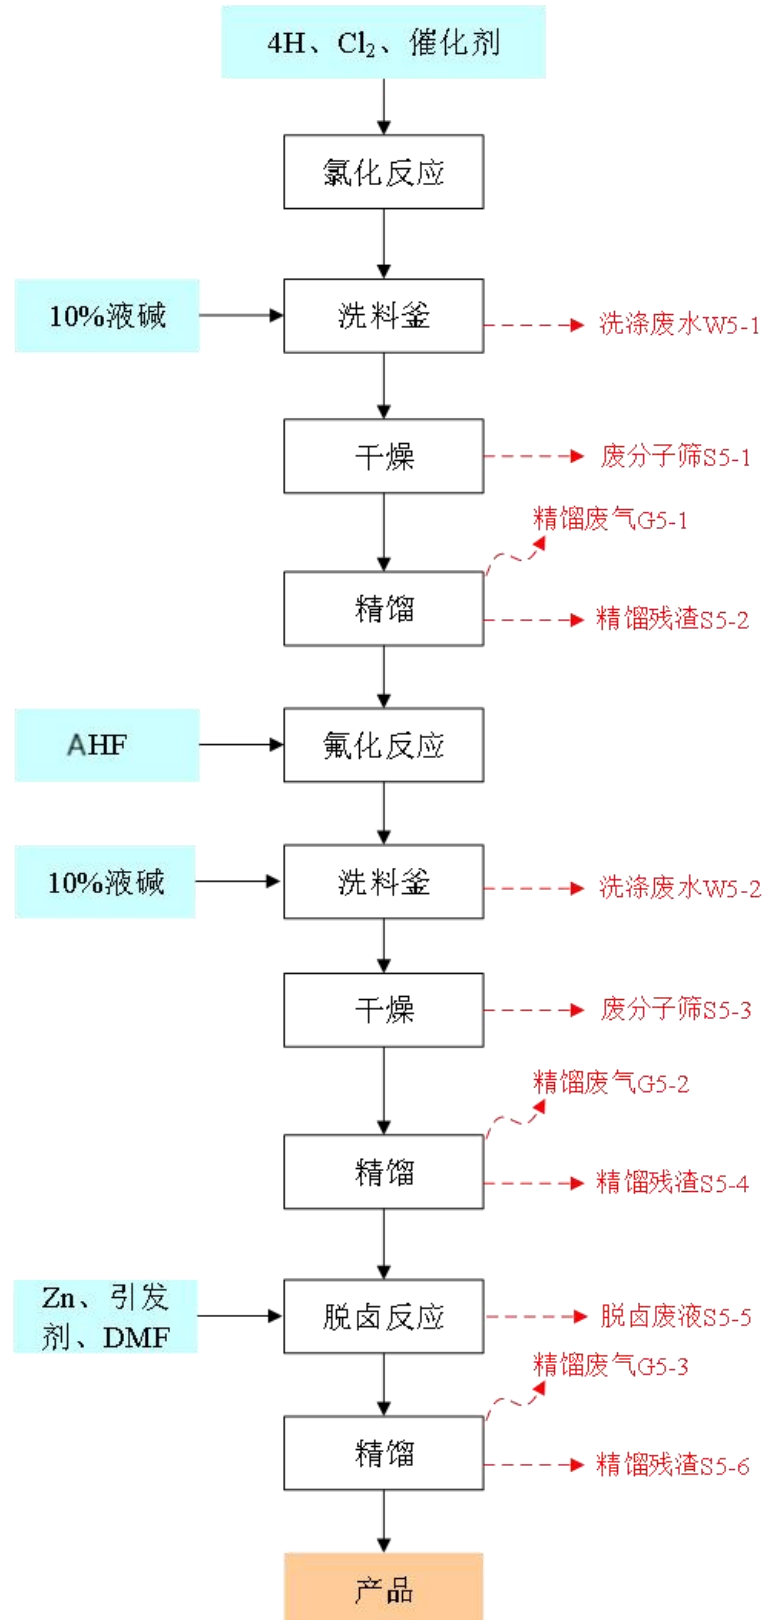 4H、Cl₂、催化剂
氯化反应
10%液碱
洗料釜
洗涤废水W5-1
干燥
废分子筛S5-1
精馏废气G5-1
精馏
精馏残渣S5-2
AHF
氟化反应
10%液碱
洗料釜
洗涤废水W5-2
干燥
废分子筛S5-3
精馏废气G5-2
精馏
精馏残渣S5-4
Zn、引发
剂、DMF
脱卤反应
脱卤废液S5-5
精馏废气G5-3
精馏
精馏残渣S5-6
产品